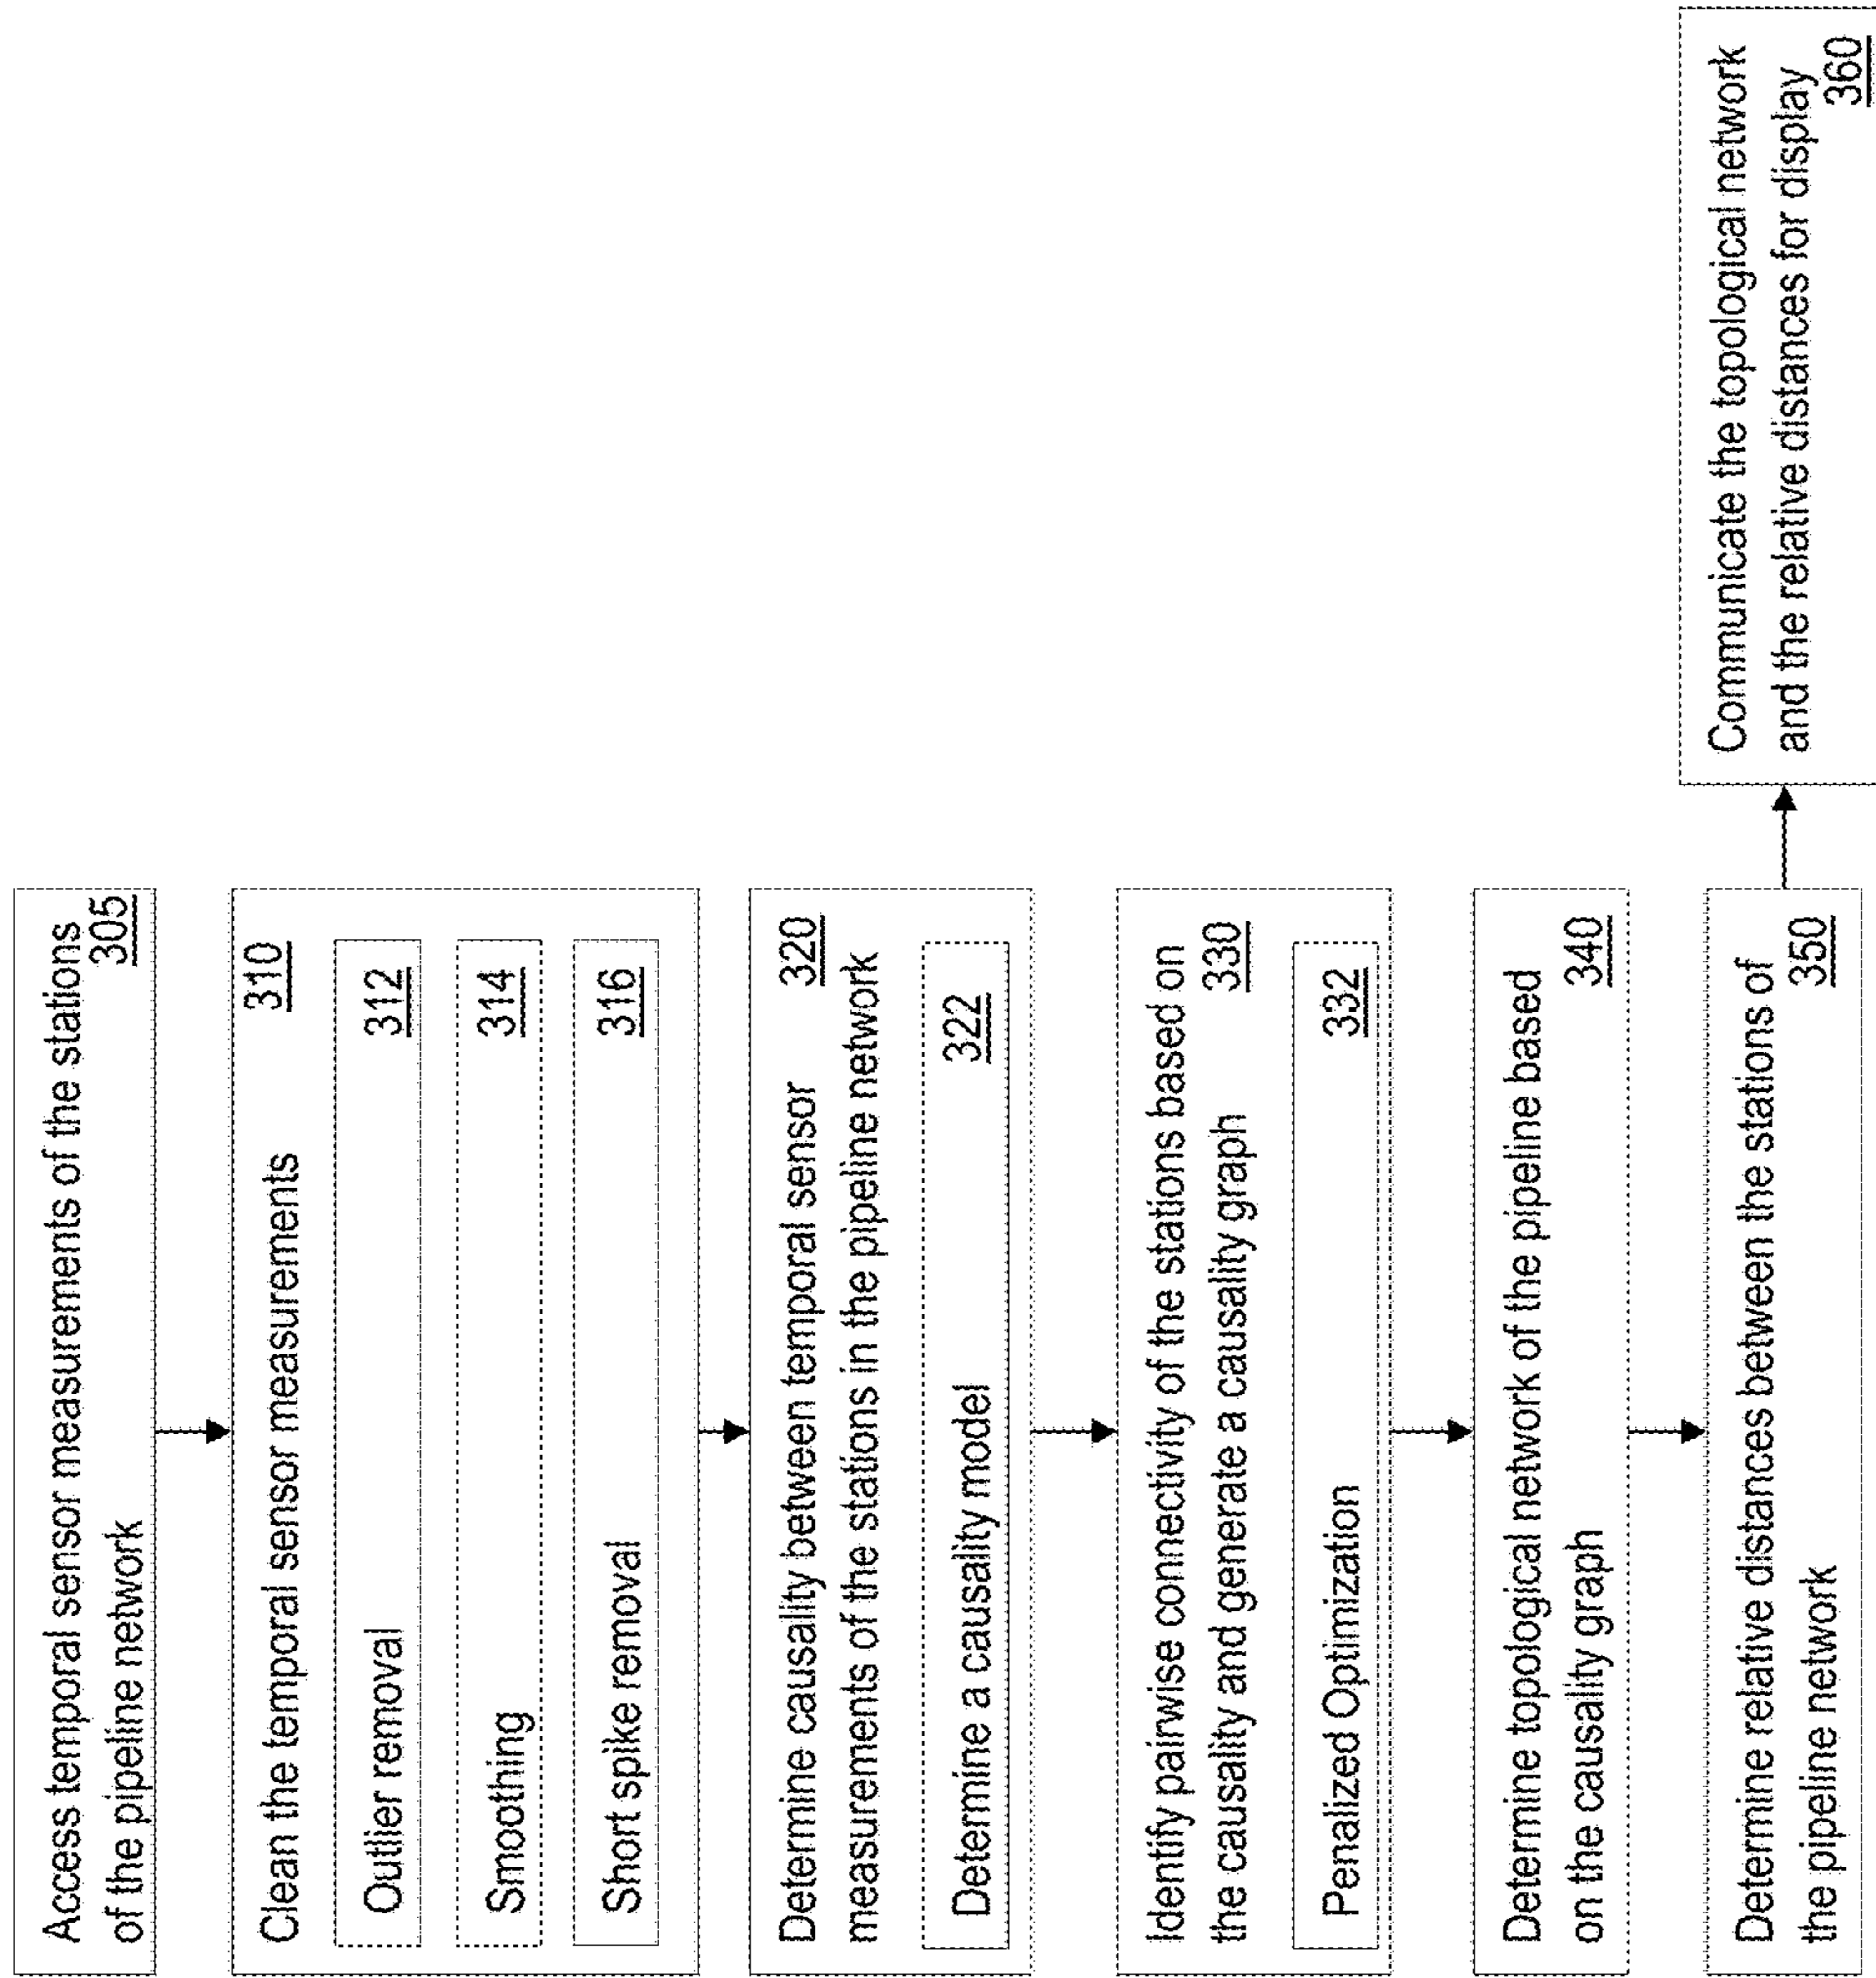 Access temporal sensor measurements of the stations
of the pipeline network
305
Clean the temporal sensor measurements
310
Outlier removal
312
Smoothing
314
Short spike removal
316
Determine causality between temporal sensor
320
measurements of the stations in the pipeline network
Determine a causality model
322
Identify pairwise connectivity of the stations based on
the causality and generate a causality graph
330
Penalized Optimization
332
Determine topological network of the pipeline based
on the causality graph
340
Determine relative distances between the stations of
the pipeline network
350
Communicate the topological network
and the relative distances for display
360